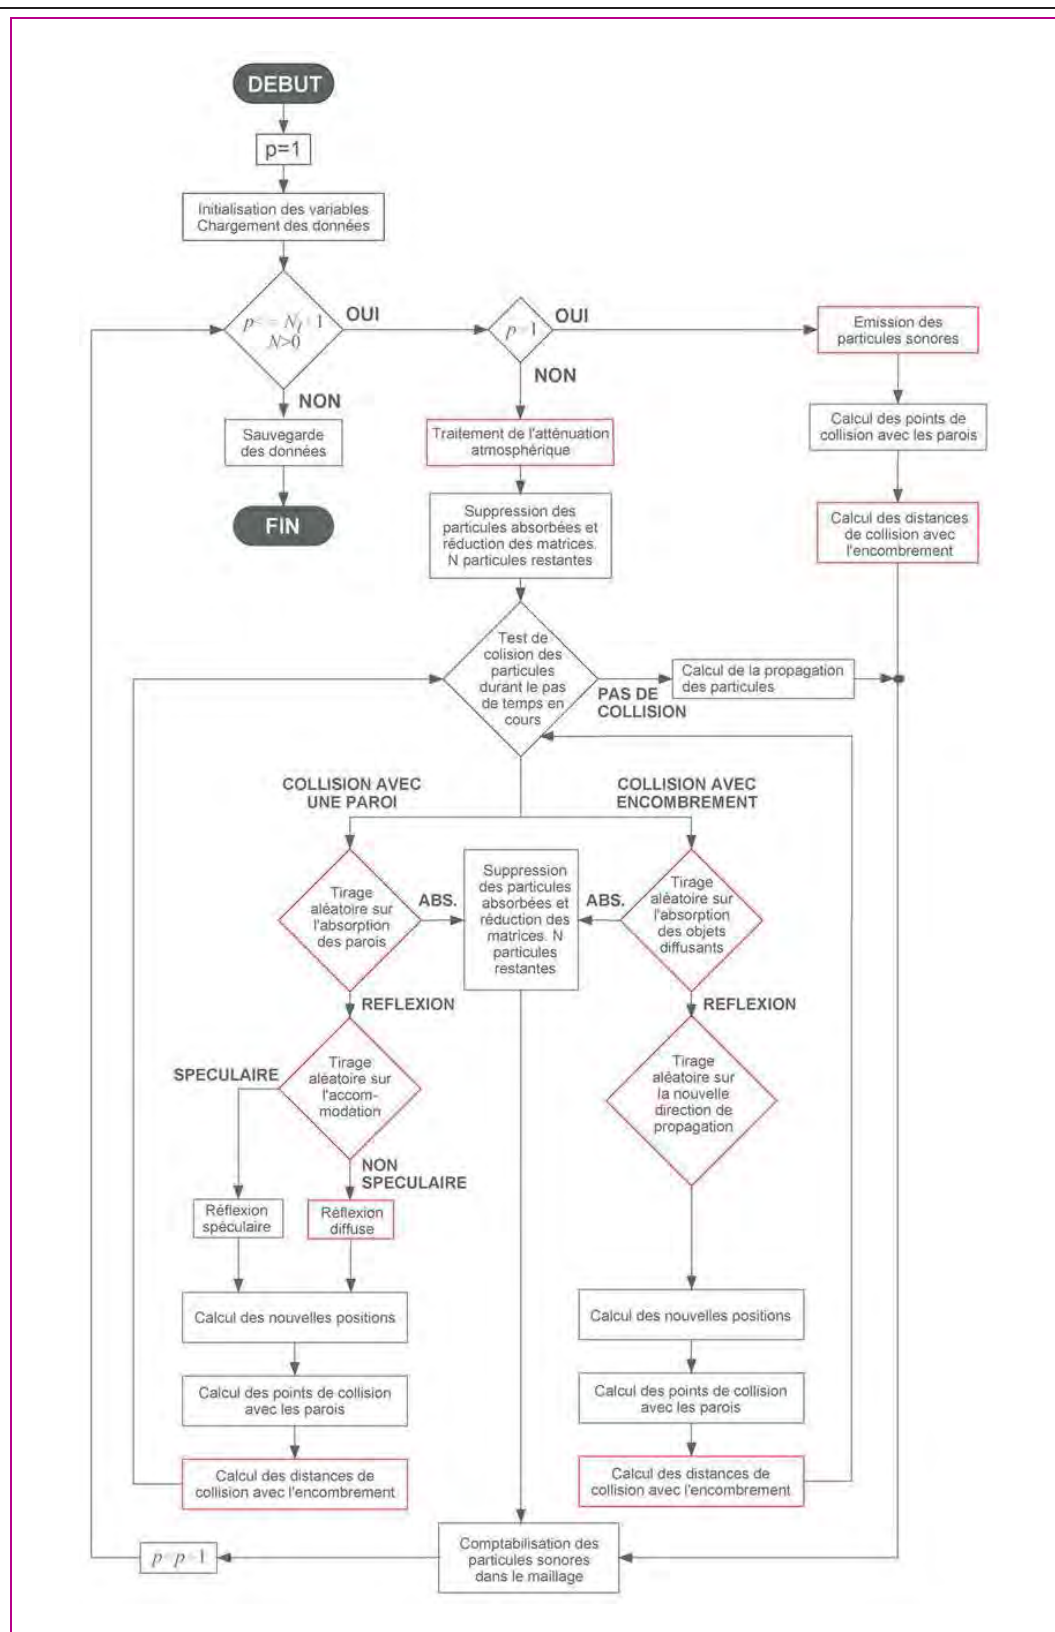 DEBUT
p=1
Initialisation des variables
Chargement des données
N>0
OUI
OUI
NON
NON
Emission des
particules sonores
Sauvegarde
des données
Traitement de l'atténuation
atmosphérique
Calcul des points de
collision avec les parois
FIN
Suppression des
particules absorbées et
réduction des matrices.
N particules restantes
Calcul des distances
de collision avec
l'encombrement
Test de
colision des
particules
durant le pas
de temps en
cours
PAS DE
COLLISION
Calcul de la propagation
des particules
COLLISION AVEC
UNE PAROI
COLLISION AVEC
ENCOMBREMENT
Tirage
aléatoire sur
l'absorption
des parois
ABS.
Suppression
des particules
absorbées et
réduction des
matrices. N
particules
restantes
ABS.
Tirage
aléatoire sur
l'absorption
des objets
diffusants
REFLEXION
REFLEXION
SPECULAIRE
Tirage
aléatoire sur
l'accom-
modation
Tirage
aléatoire sur
la nouvelle
direction de
propagation
NON
SPECULAIRE
Réflexion
spéculaire
Réflexion
diffuse
Calcul des nouvelles positions
Calcul des nouvelles positions
Calcul des points de collision
avec les parois
Calcul des points de collision
avec les parois
Calcul des distances de
collision avec l'encombrement
Calcul des distances de
collision avec l'encombrement
Comptabilisation des
particules sonores
dans le maillage